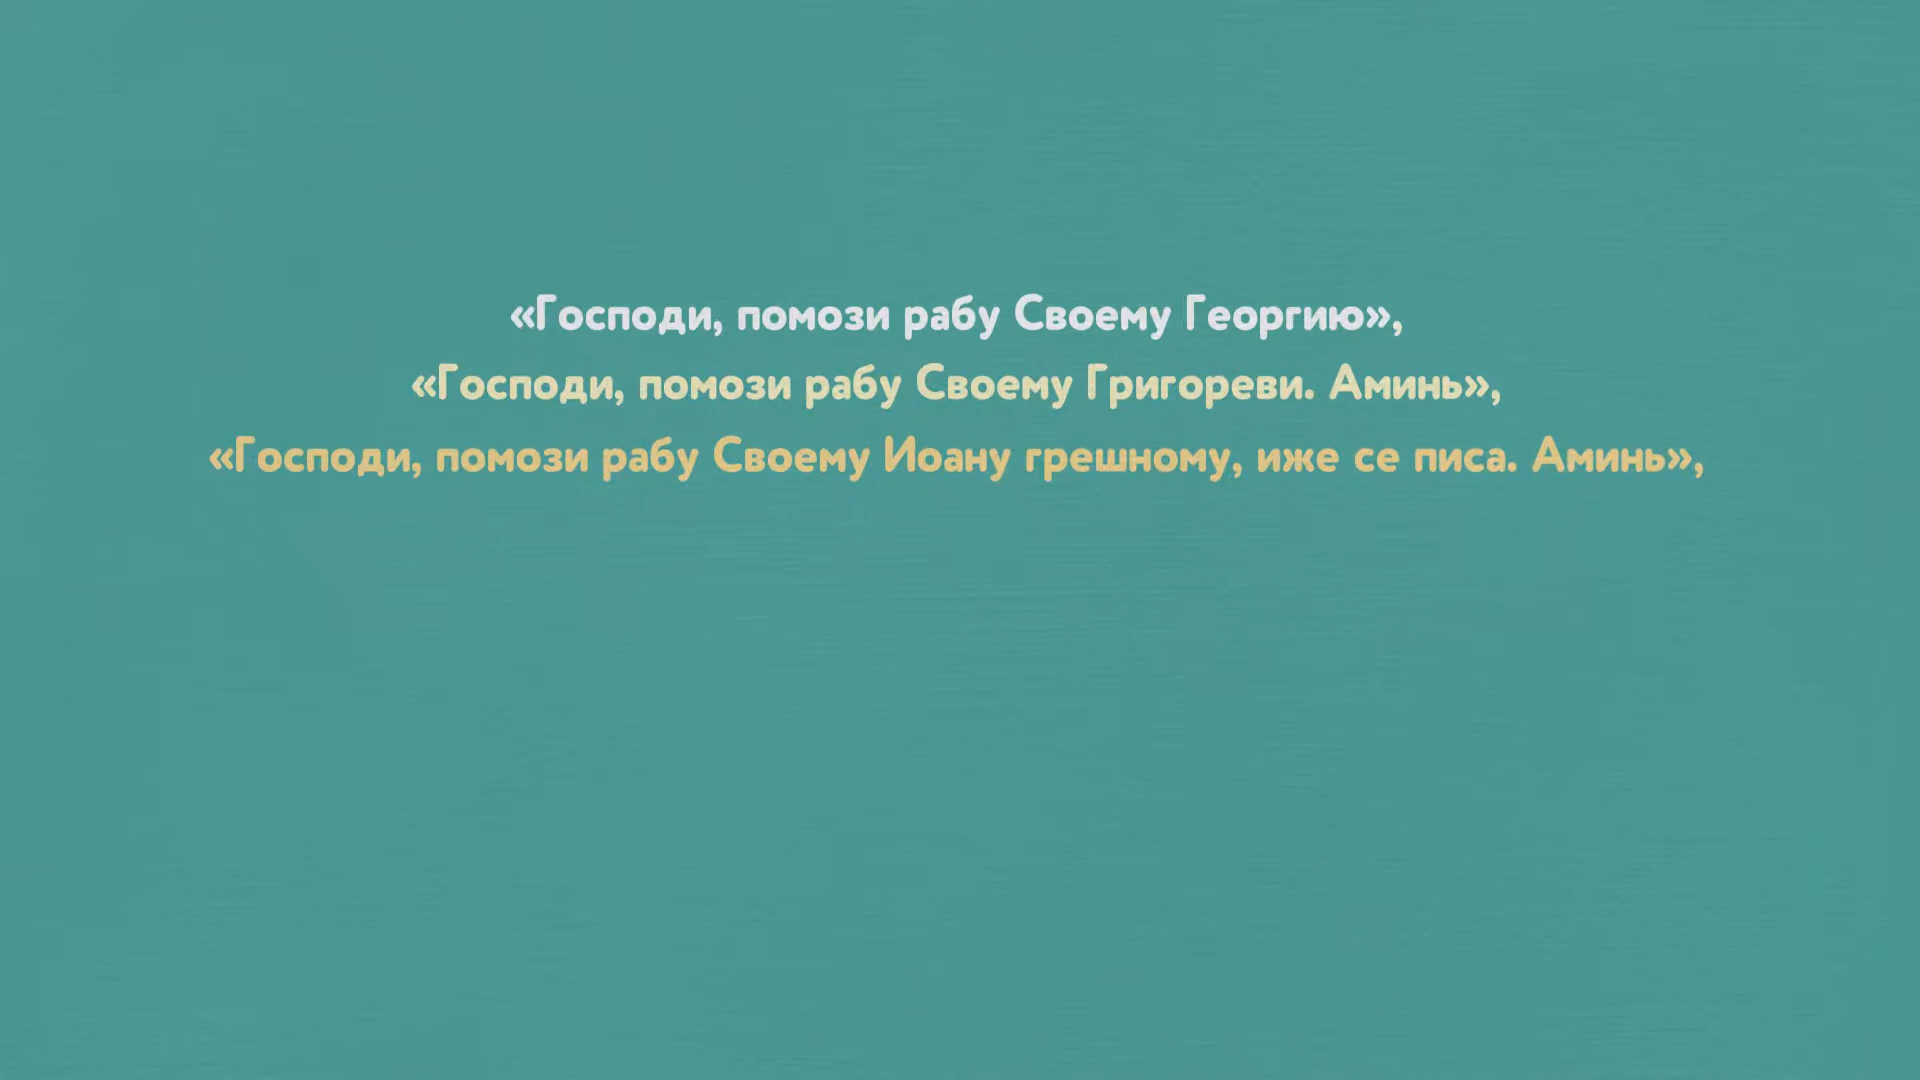 «Господи, помози рабу Своему Георгию»,
«Господи, помози рабу Своему Григореви. Аминь»,
«Господи, помози рабу Своему Иоану грешному, иже се писа. Аминь»,